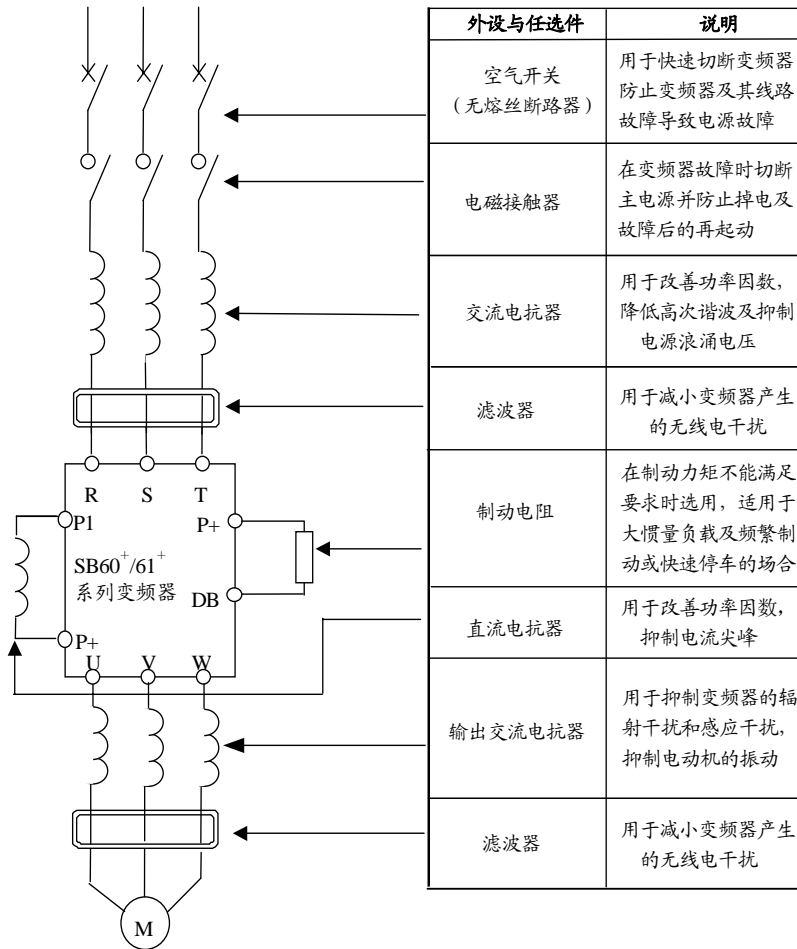 外设与任选件 说明
空气开关
（无熔丝断路器）
用于快速切断变频器
防止变频器及其线路
故障导致电源故障
电磁接触器
在变频器故障时切断
主电源并防止掉电及
故障后的再起动
交流电抗器
用于改善功率因数，
降低高次谐波及抑制
电源浪涌电压
滤波器
用于减小变频器产生
的无线电干扰
制动电阻
在制动力矩不能满足
要求时选用，适用于
大惯量负载及频繁制
动或快速停车的场合
直流电抗器
用于改善功率因数，
抑制电流尖峰
输出交流电抗器
用于抑制变频器的辐
射干扰和感应干扰，
抑制电动机的振动
滤波器
用于减小变频器产生
的无线电干扰
R S T
P1 P+
SB60⁺/61⁺
系列变频器
DB
P+
U V W
M